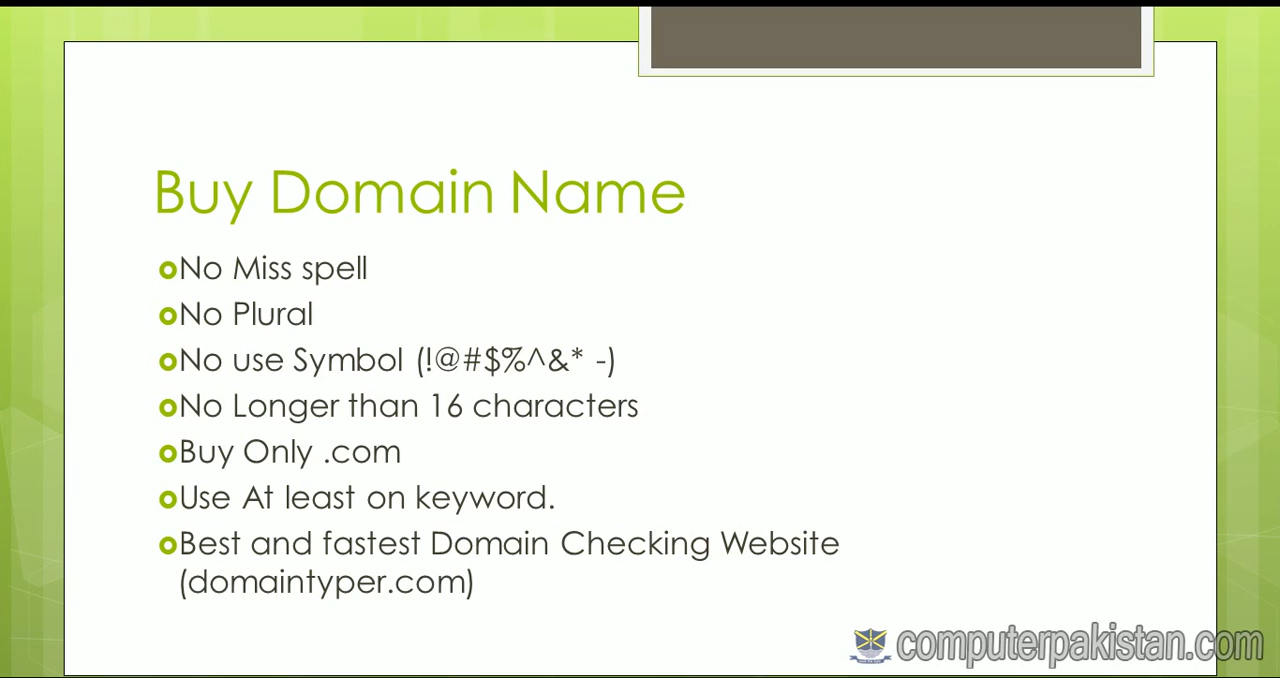 Buy Domain Name
No Miss spell
No Plural
No use Symbol (!@#$%^&* -)
No Longer than 16 characters
Buy Only .com
Use At least on keyword.
Best and fastest Domain Checking Website
(domaintyper.com)
computerpakistan.com